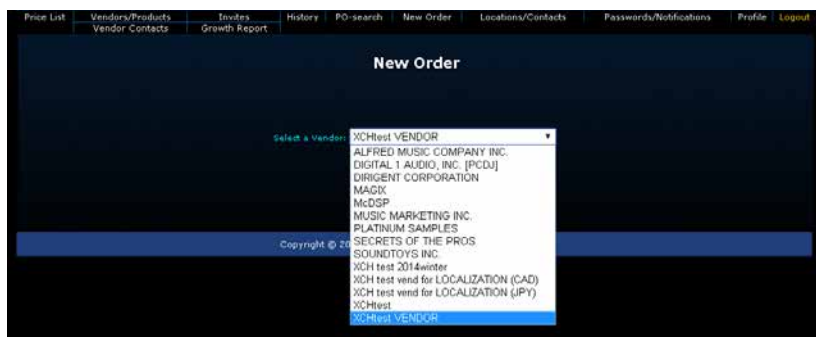 Price List Vendors/Products Invites History PO-search New Order Locations/Contacts Passwords/Notifications Profile Logout
Vendor Contacts Growth Report
New Order
Select a Vendor: XCHtest VENDOR
ALFRED MUSIC COMPANY INC.
DIGITAL 1 AUDIO, INC. [PCDJ]
DIRIGENT CORPORATION
MAGIX
McDSP
MUSIC MARKETING INC.
PLATINUM SAMPLES
SECRETS OF THE PROS
SOUNDTOYS INC.
XCH test 2014winter
XCH test vend for LOCALIZATION (CAD)
XCH test vend for LOCALIZATION (JPY)
XCHtest
XCHtest VENDOR
Copyright © 20